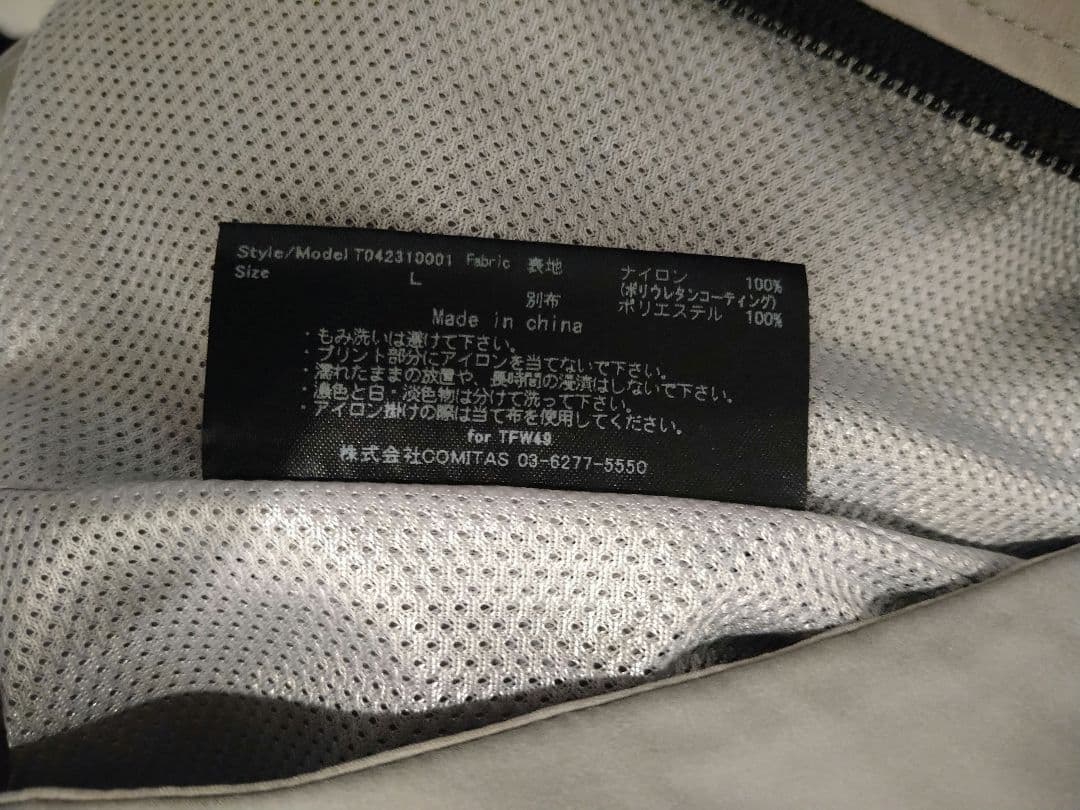 Style/Model T042310001 Fabric 表地 ナイロン 100%
(ポリウレタンコーティング)
Size L 別布 ポリエステル 100%
Made in china
・もみ洗いは避けて下さい。
・プリント部分にアイロンを当てないで下さい。
・濡れたままの放置や、長時間の浸漬はしないで下さい。
・濃色と白・淡色物は分けて洗って下さい。
・アイロン掛けの際は当て布を使用してください。
for TFW49
株式会社COMITAS 03-6277-5550